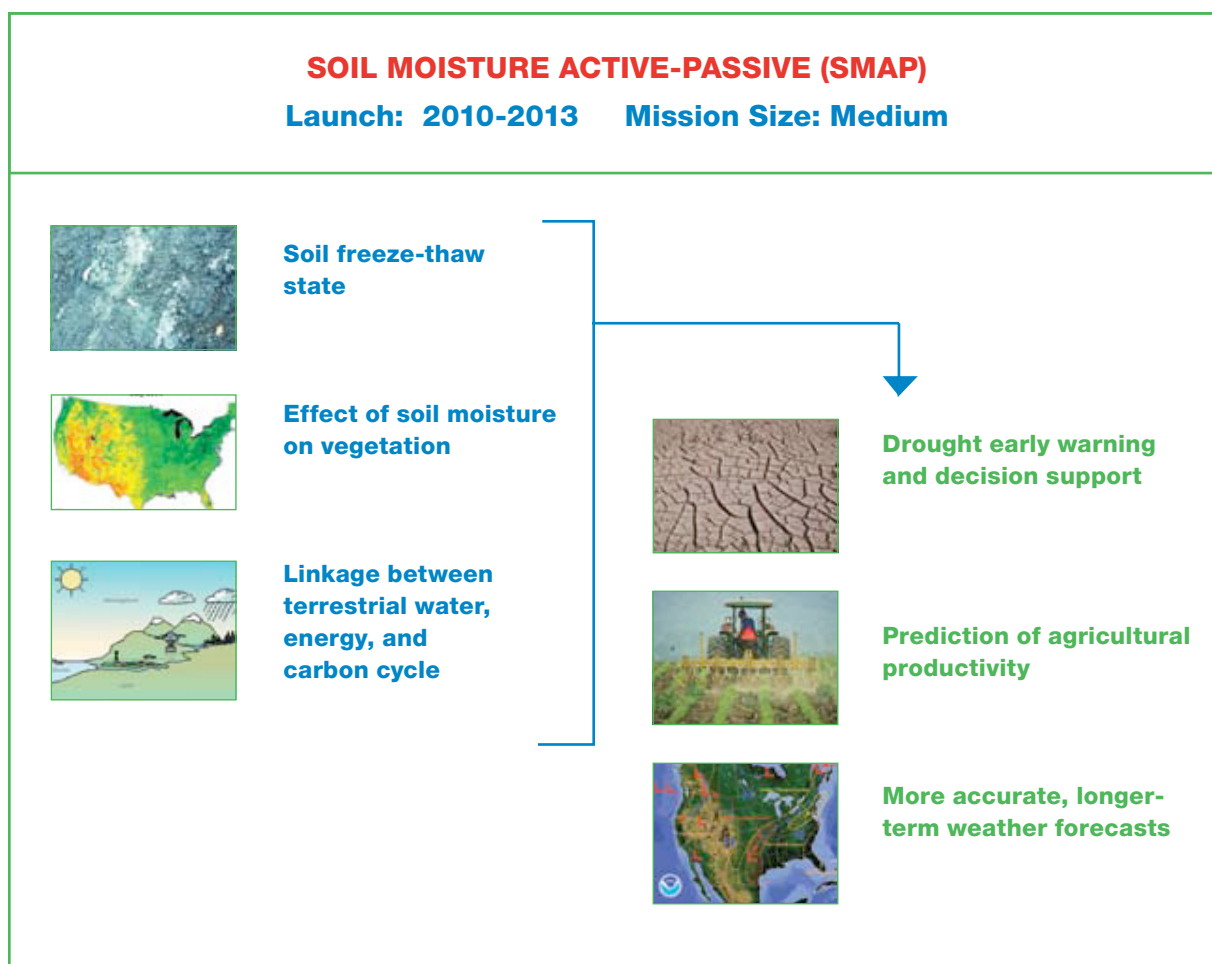 SOIL MOISTURE ACTIVE-PASSIVE (SMAP)
Launch: 2010-2013 Mission Size: Medium
Soil freeze-thaw
state
Effect of soil moisture
on vegetation
Linkage between
terrestrial water,
energy, and
carbon cycle
Drought early warning
and decision support
Prediction of agricultural
productivity
More accurate, longer-
term weather forecasts